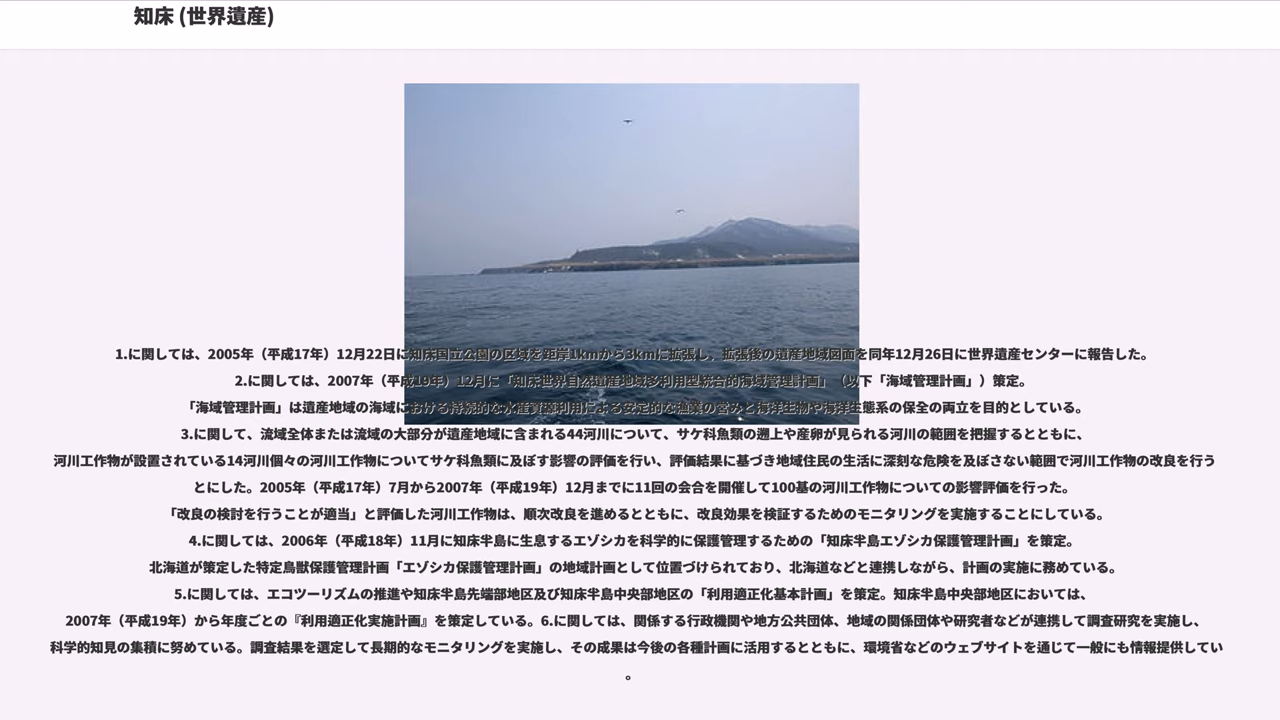 知床 (世界遺産)
1.に関しては、2005年（平成17年）12月22日に知床国立公園の区域を距岸1kmから3kmに拡張し、拡張後の遺産地域図面を同年12月26日に世界遺産センターに報告した。
2.に関しては、2007年（平成19年）12月に「知床世界自然遺産地域多利用型統合的海域管理計画」（以下「海域管理計画」）策定。
「海域管理計画」は遺産地域の海域における持続的な水産資源利用による安定的な漁業の営みと海洋生物や海洋生態系の保全の両立を目的としている。
3.に関して、流域全体または流域の大部分が遺産地域に含まれる44河川について、サケ科魚類の遡上や産卵が見られる河川の範囲を把握するとともに、
河川工作物が設置されている14河川個々の河川工作物についてサケ科魚類に及ぼす影響の評価を行い、評価結果に基づき地域住民の生活に深刻な危険を及ぼさない範囲で河川工作物の改良を行う
とにした。2005年（平成17年）7月から2007年（平成19年）12月までに11回の会合を開催して100基の河川工作物についての影響評価を行った。
「改良の検討を行うことが適当」と評価した河川工作物は、順次改良を進めるとともに、改良効果を検証するためのモニタリングを実施することにしている。
4.に関しては、2006年（平成18年）11月に知床半島に生息するエゾシカを科学的に保護管理するための「知床半島エゾシカ保護管理計画」を策定。
北海道が策定した特定鳥獣保護管理計画「エゾシカ保護管理計画」の地域計画として位置づけられており、北海道などと連携しながら、計画の実施に務めている。
5.に関しては、エコツーリズムの推進や知床半島先端部地区及び知床半島中央部地区の「利用適正化基本計画」を策定。知床半島中央部地区においては、
2007年（平成19年）から年度ごとの『利用適正化実施計画』を策定している。6.に関しては、関係する行政機関や地方公共団体、地域の関係団体や研究者などが連携して調査研究を実施し、
科学的知見の集積に努めている。調査結果を選定して長期的なモニタリングを実施し、その成果は今後の各種計画に活用するとともに、環境省などのウェブサイトを通じて一般にも情報提供してい
。